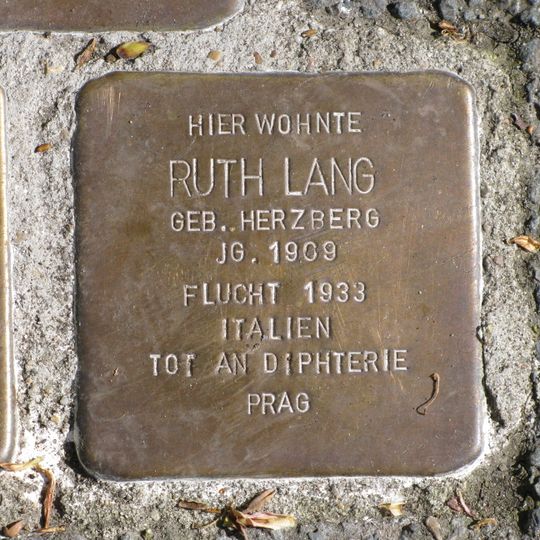 HIER WOHNTE
RUTH LANG
GEB. HERZBERG
JG. 1909
FLUCHT 1933
ITALIEN
TOT AN DIPHTERIE
PRAG